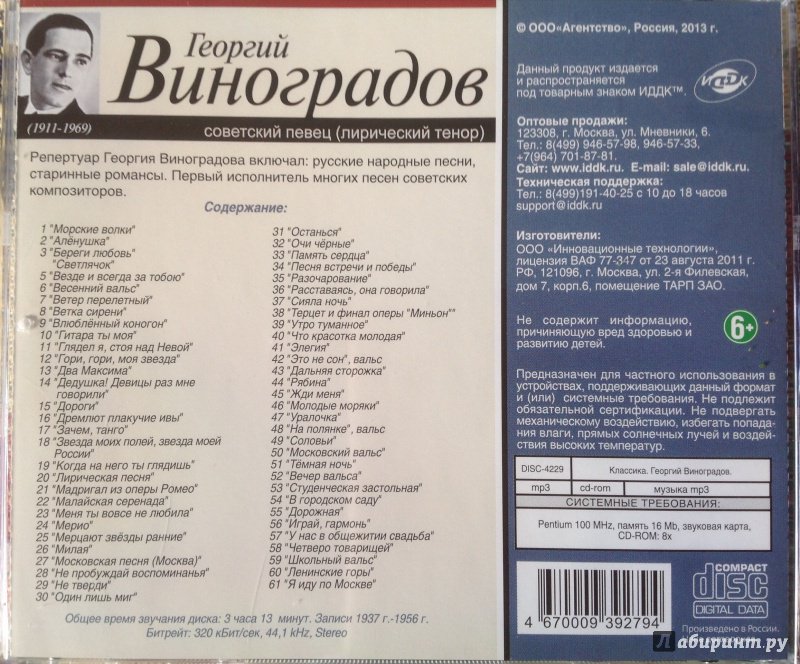 Георгий
Виноградов
(1911-1969)
советский певец (лирический тенор)
Репертуар Георгия Виноградова включал: русские народные песни,
старинные романсы. Первый исполнитель многих песен советских
композиторов.
Содержание:
1 "Морские волки"
2 "Алёнушка"
3 "Береги любовь"
"Светлячок"
5 "Везде и всегда за тобою"
6 "Весенний вальс"
7 "Ветер перелетный"
8 "Ветка сирени"
9 "Влюблённый коногон"
10 "Гитара ты моя"
11 "Глядел я, стоя над Невой"
12 "Гори, гори, моя звезда"
13 "Два Максима"
14 "Дедушка! Девицы раз мне
говорили"
15 "Дороги"
16 "Дремлют плакучие ивы"
17 "Зачем, танго"
18 "Звезда моих полей, звезда моей
России"
19 "Когда на него ты глядишь"
20 "Лирическая песня"
21 "Мадригал из оперы Ромео"
22 "Малайская серенада"
23 "Меня ты вовсе не любила"
24 "Мерио"
25 "Мерцают звёзды ранние"
26 "Милая"
27 "Московская песня (Москва)"
28 "Не пробуждай воспоминанья"
29 "Не тверди"
30 "Один лишь миг"
31 "Останься"
32 "Очи чёрные"
33 "Память сердца"
34 "Песня встречи и победы"
35 "Разочарование"
36 "Расставаясь, она говорила"
37 "Сияла ночь"
38 "Терцет и финал оперы "Миньон""
39 "Утро туманное"
40 "Что красотка молодая"
41 "Элегия"
42 "Это не сон", вальс
43 "Дальняя сторожка"
44 "Рябина"
45 "Жди меня"
46 "Молодые моряки"
47 "Уралочка"
48 "На полянке", вальс
49 "Соловьи"
50 "Московский вальс"
51 "Тёмная ночь"
52 "Вечер вальса"
53 "Студенческая застольная"
54 "В городском саду"
55 "Дорожная"
56 "Играй, гармонь"
57 "У нас в общежитии свадьба"
58 "Четверо товарищей"
59 "Школьный вальс"
60 "Ленинские горы"
61 "Я иду по Москве"
Общее время звучания диска: 3 часа 13 минут. Записи 1937 г.-1956 г.
Битрейт: 320 кБит/сек, 44,1 kHz, Stereo
© ООО«Агентство», Россия, 2013 г.
Данный продукт издается
и распространяется
под товарным знаком ИДДК™.
ИДДК
Оптовые продажи:
123308, г. Москва, ул. Мневники, 6.
Тел.: 8(499) 946-57-98, 946-57-33,
+7(964) 701-87-81.
Сайт: www.iddk.ru. E-mail: sale@iddk.ru
Техническая поддержка:
Тел.: 8(499)191-40-25 с 10 до 18 часов
support@iddk.ru
Изготовители:
ООО «Инновационные технологии»,
лицензия ВАФ 77-347 от 23 августа 2011 г.
РФ, 121096, г. Москва, ул. 2-я Филевская,
дом 7, корп.6, помещение ТАРП ЗАО.
Не содержит информацию,
причиняющую вред здоровью и
развитию детей.
6+
Предназначен для частного использования в
устройствах, поддерживающих данный формат
и (или) системные требования. Не подлежит
обязательной сертификации. Не подвергать
механическому воздействию, избегать попада-
ния влаги, прямых солнечных лучей и воздей-
ствия высоких температур.
DISC-4229 Классика. Георгий Виноградов.
mp3 cd-rom музыка mp3
СИСТЕМНЫЕ ТРЕБОВАНИЯ:
Pentium 100 MHz, память 16 Mb, звуковая карта,
CD-ROM: 8x
COMPACT
disc
DIGITAL DATA
4 670009 392794
Произведено в России.
Лабиринт.ру